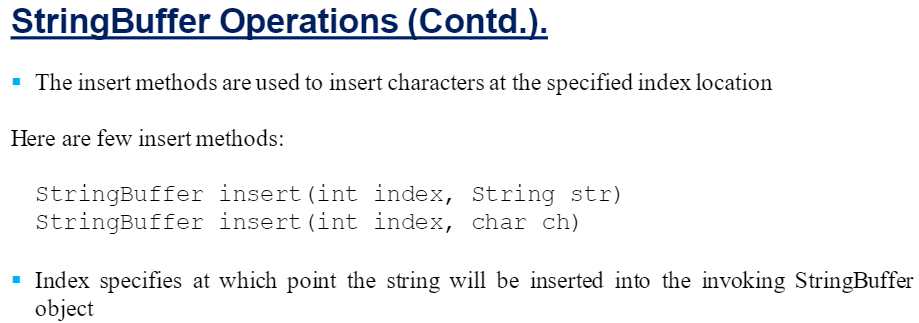 StringBuffer Operations (Contd.).
▪ The insert methods are used to insert characters at the specified index location
Here are few insert methods:
StringBuffer insert(int index, String str)
StringBuffer insert(int index, char ch)
▪ Index specifies at which point the string will be inserted into the invoking StringBuffer
object